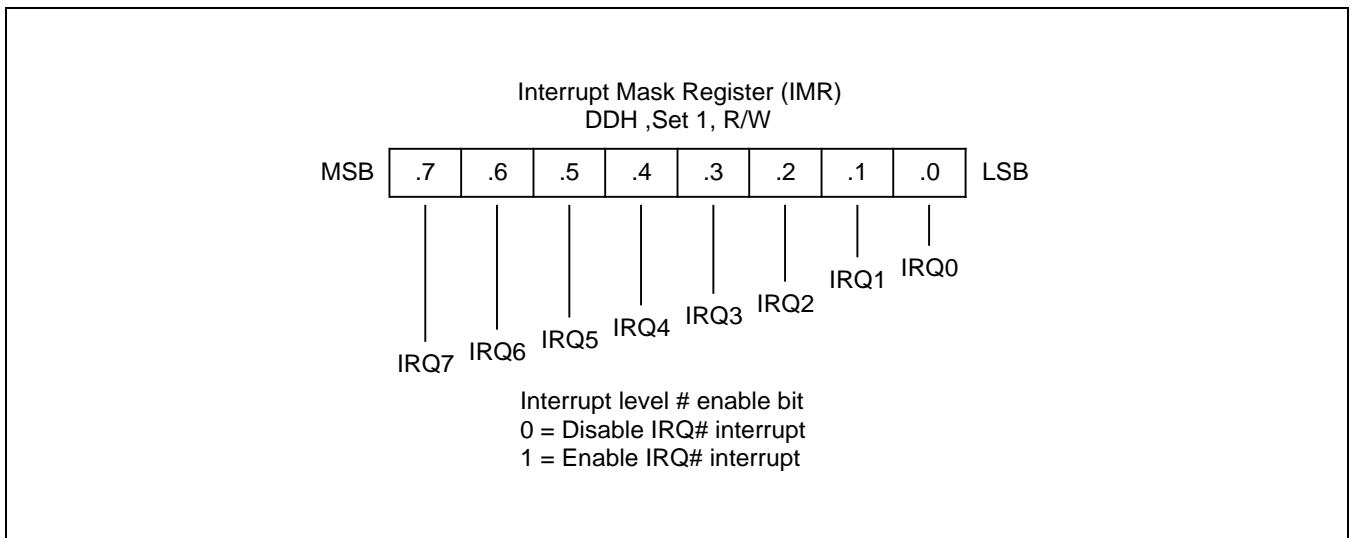 Interrupt Mask Register (IMR)
DDH ,Set 1, R/W
MSB .7 .6 .5 .4 .3 .2 .1 .0 LSB
IRQ7 IRQ6 IRQ5 IRQ4 IRQ3 IRQ2 IRQ1 IRQ0
Interrupt level # enable bit
0 = Disable IRQ# interrupt
1 = Enable IRQ# interrupt